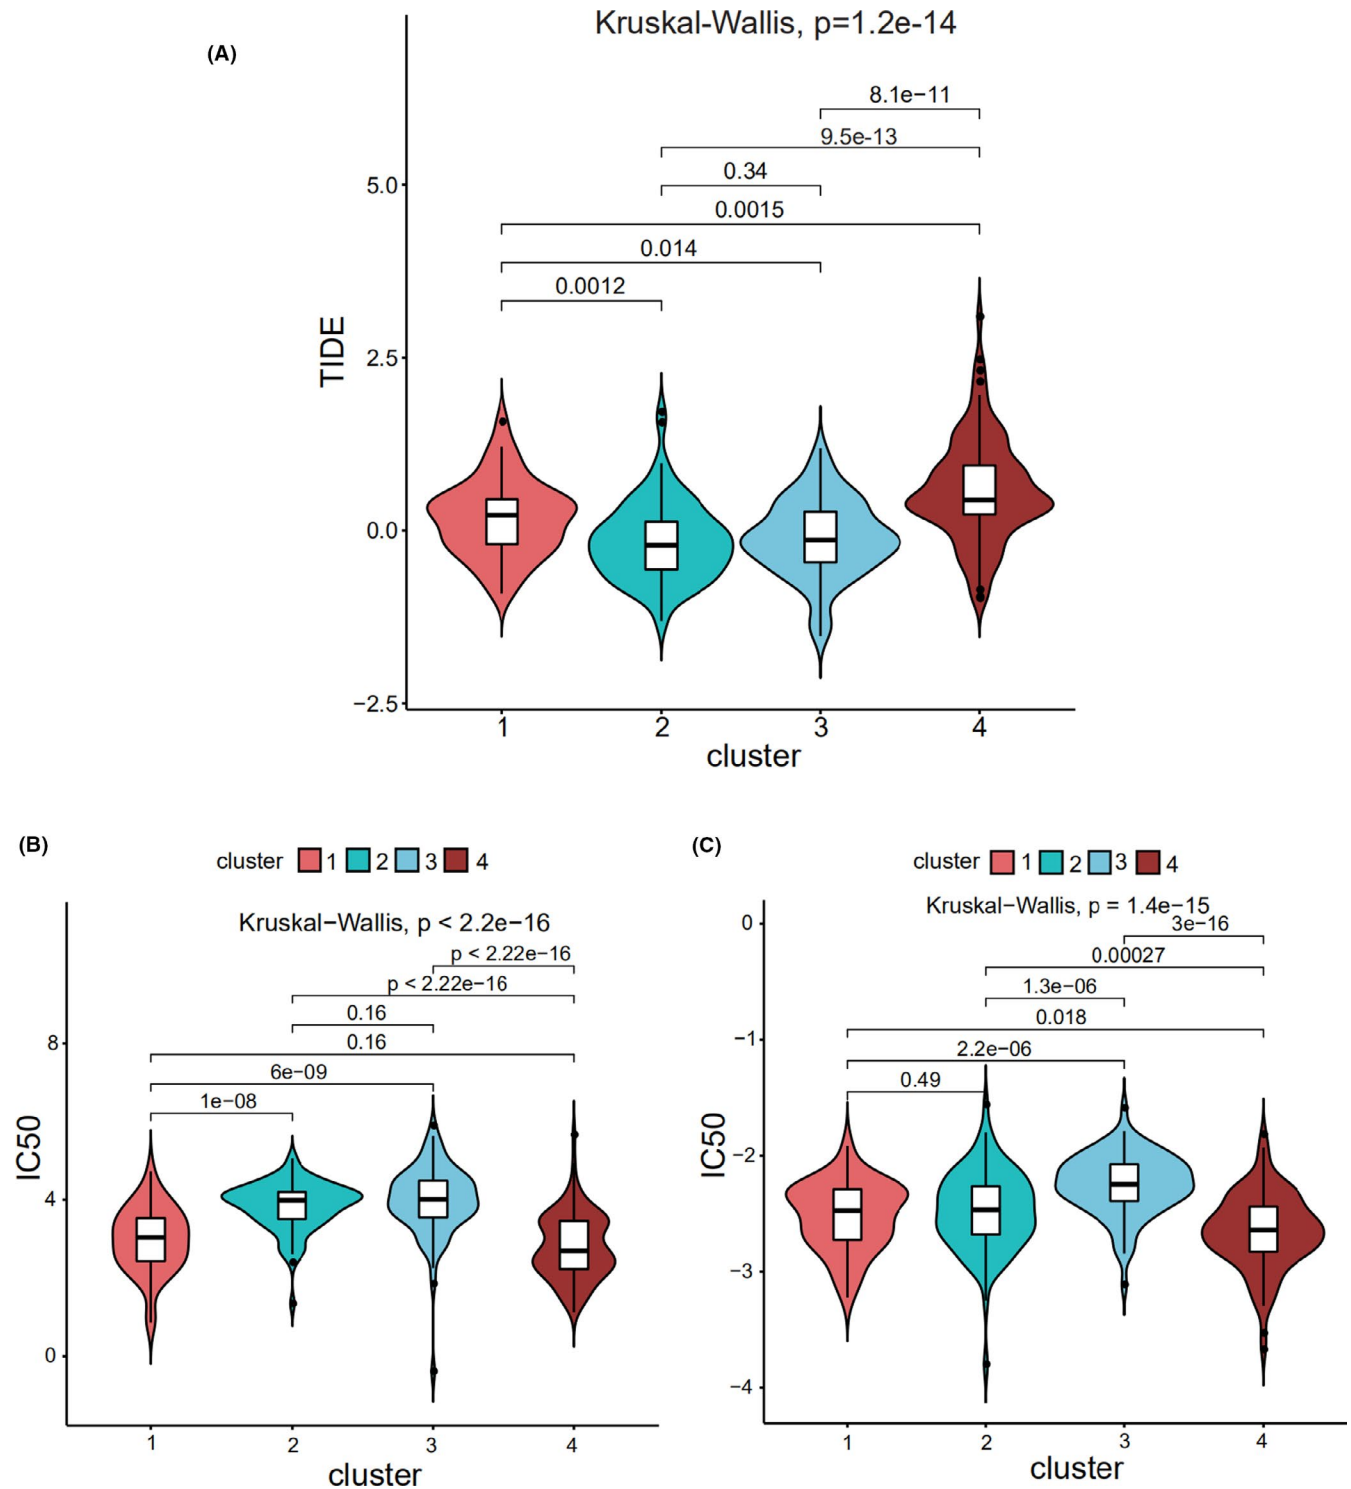 (A)
Kruskal-Wallis, p=1.2e-14
8.1e−11
9.5e-13
0.34
0.0015
0.014
0.0012
5.0
2.5
0.0
−2.5
TIDE
1 2 3 4
cluster
(B)
cluster 1 2 3 4
Kruskal−Wallis, p < 2.2e−16
p < 2.22e−16
p < 2.22e−16
0.16
0.16
6e−09
1e−08
8
4
0
IC50
1 2 3 4
cluster
(C)
cluster 1 2 3 4
Kruskal−Wallis, p = 1.4e−15
3e−16
0.00027
1.3e−06
0.018
2.2e−06
0.49
0
−1
−2
−3
−4
IC50
1 2 3 4
cluster